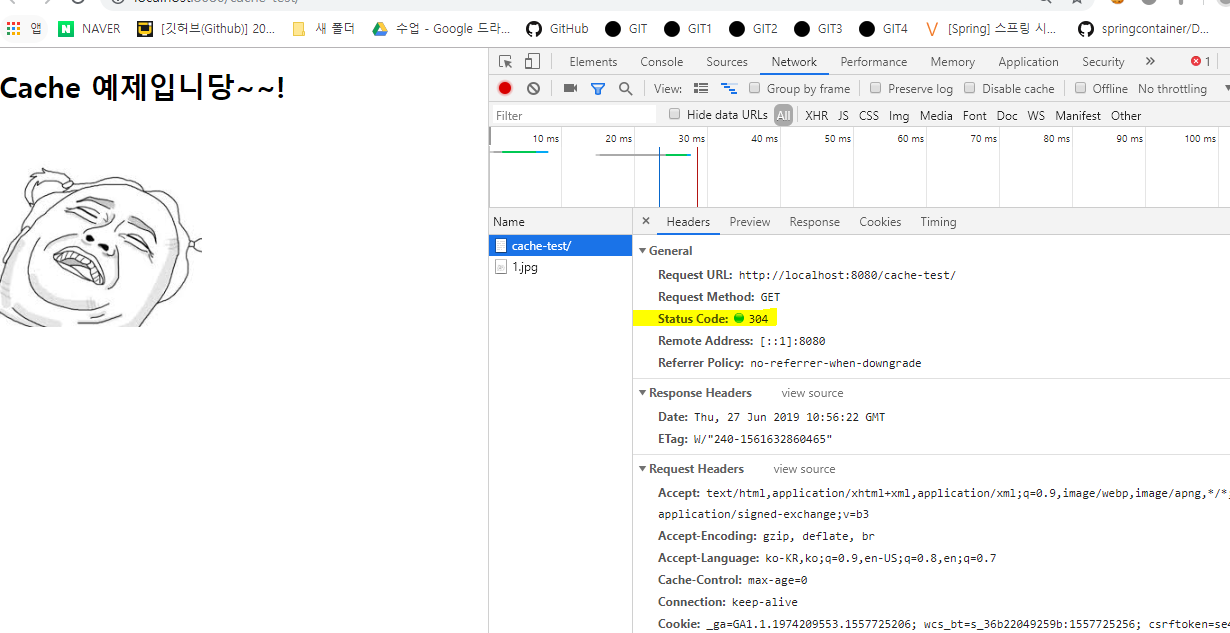 앱 NAVER [깃허브(Github)] 20... 새 폴더 수업 - Google 드라... GitHub GIT GIT1 GIT2 GIT3 GIT4 [Spring] 스프링 시... springcontainer/D...
Cache 예제입니당~~!
Elements Console Sources Network Performance Memory Application Security » 1
View: Group by frame Preserve log Disable cache Offline No throttling
Filter Hide data URLs All XHR JS CSS Img Media Font Doc WS Manifest Other
10 ms 20 ms 30 ms 40 ms 50 ms 60 ms 70 ms 80 ms 90 ms 100 ms
Name
cache-test/
1.jpg
× Headers Preview Response Cookies Timing
General
Request URL: http://localhost:8080/cache-test/
Request Method: GET
Status Code: 304
Remote Address: [::1]:8080
Referrer Policy: no-referrer-when-downgrade
Response Headers view source
Date: Thu, 27 Jun 2019 10:56:22 GMT
ETag: W/"240-1561632860465"
Request Headers view source
Accept: text/html,application/xhtml+xml,application/xml;q=0.9,image/webp,image/apng,*/*,
application/signed-exchange;v=b3
Accept-Encoding: gzip, deflate, br
Accept-Language: ko-KR,ko;q=0.9,en-US;q=0.8,en;q=0.7
Cache-Control: max-age=0
Connection: keep-alive
Cookie: _ga=GA1.1.1974209553.1557725206; wcs_bt=s_36b22049259b:1557725256; csrftoken=se4